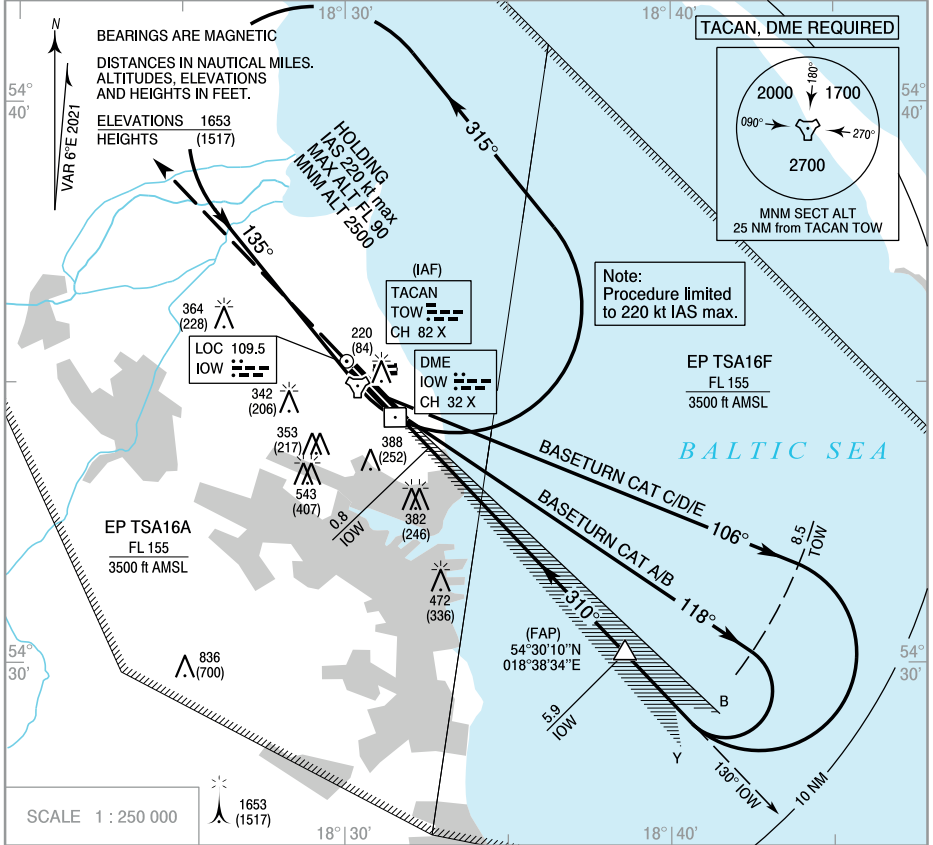 18°30'
18°40'
TACAN, DME REQUIRED
N
BEARINGS ARE MAGNETIC
DISTANCES IN NAUTICAL MILES.
ALTITUDES, ELEVATIONS
AND HEIGHTS IN FEET.
ELEVATIONS 1653
HEIGHTS (1517)
VAR 6°E 2021
54°
40'
54°
40'
180°
2000
1700
090°
270°
2700
MNM SECT ALT
25 NM from TACAN TOW
315°
HOLDING
IAS 220 kt max
MAX ALT FL 90
MNM ALT 2500
135°
(IAF)
TACAN
TOW
CH 82 X
Note:
Procedure limited
to 220 kt IAS max.
364
(228)
LOC 109.5
IOW
220
(84)
DME
IOW
CH 32 X
EP TSA16F
FL 155
3500 ft AMSL
342
(206)
353
(217)
388
(252)
BALTIC SEA
543
(407)
382
(246)
0.8
IOW
BASETURN CAT C/D/E
106°
BASETURN CAT A/B
118°
8.5
TOW
EP TSA16A
FL 155
3500 ft AMSL
472
(336)
310°
(FAP)
54°30'10"N
018°38'34"E
836
(700)
54°
30'
54°
30'
5.9
IOW
B
Y
130° IOW
10 NM
1653
(1517)
SCALE 1 : 250 000
18°30'
18°40'